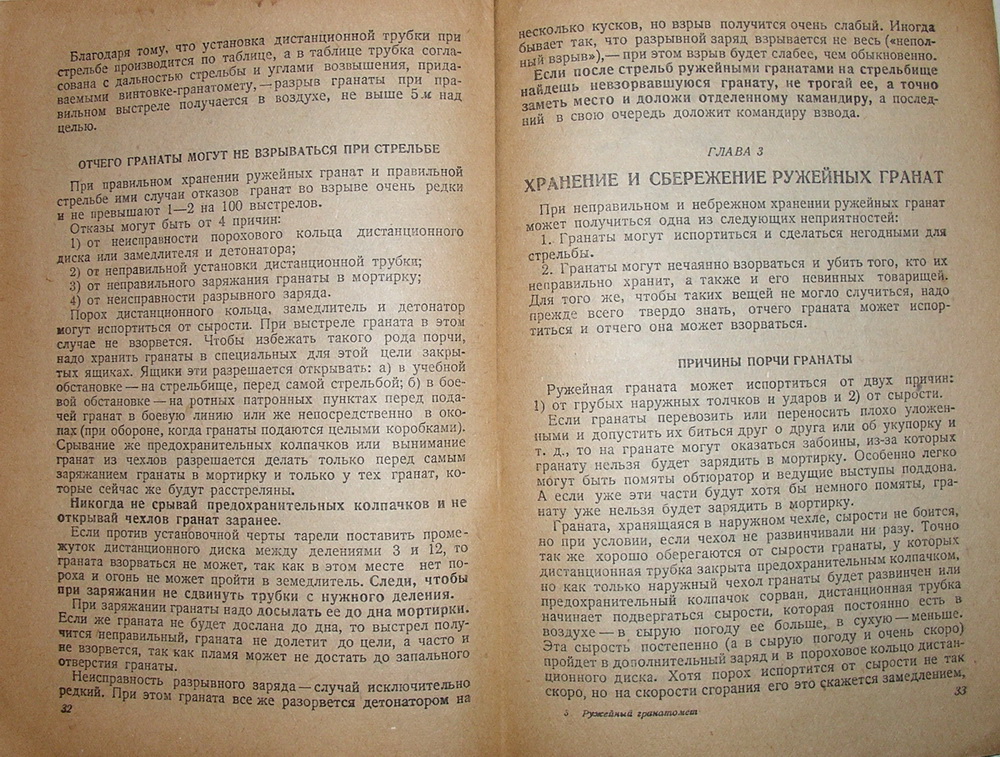 Благодаря тому, что установка дистанционной трубки при
стрельбе производится по таблице, а в таблице трубка согла-
сована с дальностью стрельбы и углами возвышения, прида-
ваемыми винтовке-гранатомету,—разрыв гранаты при пра-
вильном выстреле получается в воздухе, не выше 5 м над
целью.
ОТЧЕГО ГРАНАТЫ МОГУТ НЕ ВЗРЫВАТЬСЯ ПРИ СТРЕЛЬБЕ
При правильном хранении ружейных гранат и правильной
стрельбе ими случаи отказов гранат во взрыве очень редки
и не превышают 1—2 на 100 выстрелов.
Отказы могут быть от 4 причин:
1) от неисправности порохового кольца дистанционного
диска или замедлителя и детонатора;
2) от неправильной установки дистанционной трубки;
3) от неправильного заряжания гранаты в мортирку;
4) от неисправности разрывного заряда.
Порох дистанционного кольца, замедлитель и детонатор
могут испортиться от сырости. При выстреле граната в этом
случае не взорвется. Чтобы избежать такого рода порчи,
надо хранить гранаты в специальных для этой цели закры-
тых ящиках. Ящики эти разрешается открывать: а) в учебной
обстановке—на стрельбище, перед самой стрельбой; б) в бое-
вой обстановке—на ротных патронных пунктах перед пода-
чей гранат в боевую линию или же непосредственно в око-
пах (при обороне, когда гранаты подаются целыми коробками).
Срывание же предохранительных колпачков или вынимание
гранат из чехлов разрешается делать только перед самым
заряжанием гранаты в мортирку и только у тех гранат, ко-
торые сейчас же будут расстреляны.
Никогда не срывай предохранительных колпачков и не
открывай чехлов гранат заранее.
Если против установочной черты тарели поставить проме-
жуток дистанционного диска между делениями 3 и 12, то
граната взорваться не может, так как в этом месте нет по-
роха и огонь не может пройти в земедлитель. Следи, чтобы
при заряжании не сдвинуть трубки с нужного деления.
При заряжании гранаты надо досылать ее до дна мортирки.
Если же граната не будет дослана до дна, то выстрел полу-
чится неправильный, граната не долетит до цели, а часто и
не взорвется, так как пламя может не достать до запального
отверстия гранаты.
Неисправность разрывного заряда—случай исключительно
редкий. При этом граната все же разорвется детонатором на
32
несколько кусков, но взрыв получится очень слабый. Иногда
бывает так, что разрывной заряд взрывается не весь («непол-
ный взрыв»),—при этом взрыв будет слабее, чем обыкновенно.
Если после стрельб ружейными гранатами на стрельбище
найдешь невзорвавшуюся гранату, не трогай ее, а точно
заметь место и доложи отделенному командиру, а послед-
ний в свою очередь доложит командиру взвода.
ГЛАВА 3
ХРАНЕНИЕ И СБЕРЕЖЕНИЕ РУЖЕЙНЫХ ГРАНАТ
При неправильном и небрежном хранении ружейных гранат
может получиться одна из следующих неприятностей:
1. Гранаты могут испортиться и сделаться негодными для
стрельбы.
2. Гранаты могут нечаянно взорваться и убить того, кто их
неправильно хранит, а также и его невинных товарищей.
Для того же, чтобы таких вещей не могло случиться, надо
прежде всего твердо знать, отчего граната может испор-
титься и отчего она может взорваться.
ПРИЧИНЫ ПОРЧИ ГРАНАТЫ
Ружейная граната может испортиться от двух причин:
1) от грубых наружных толчков и ударов и 2) от сырости.
Если гранаты перевозить или переносить плохо уложен-
ными и допустить их биться друг о друга или об укупорку и
т. д., то на гранате могут оказаться забоины, из-за которых
гранату нельзя будет зарядить в мортирку. Особенно легко
могут быть помяты обтюратор и ведущие выступы поддона.
А если уже эти части будут хотя бы немного помяты, гра-
нату уже нельзя будет зарядить в мортирку.
Граната, хранящаяся в наружном чехле, сырости не боится,
но при условии, если чехол не развинчивали ни разу. Точно
так же хорошо оберегаются от сырости гранаты, у которых
дистанционная трубка закрыта предохранительным колпачком,
но как только наружный чехол гранаты будет развинчен или
предохранительный колпачок сорван, дистанционная трубка
начинает подвергаться сырости, которая постоянно есть в
воздухе—в сырую погоду ее больше, в сухую—меньше.
Эта сырость постепенно (а в сырую погоду и очень скоро)
пройдет в дополнительный заряд и в пороховое кольцо дистан-
ционного диска. Хотя порох испортится от сырости не так
скоро, но на скорости сгорания его это скажется замедлением,
5 Ружейный гранатомет
33